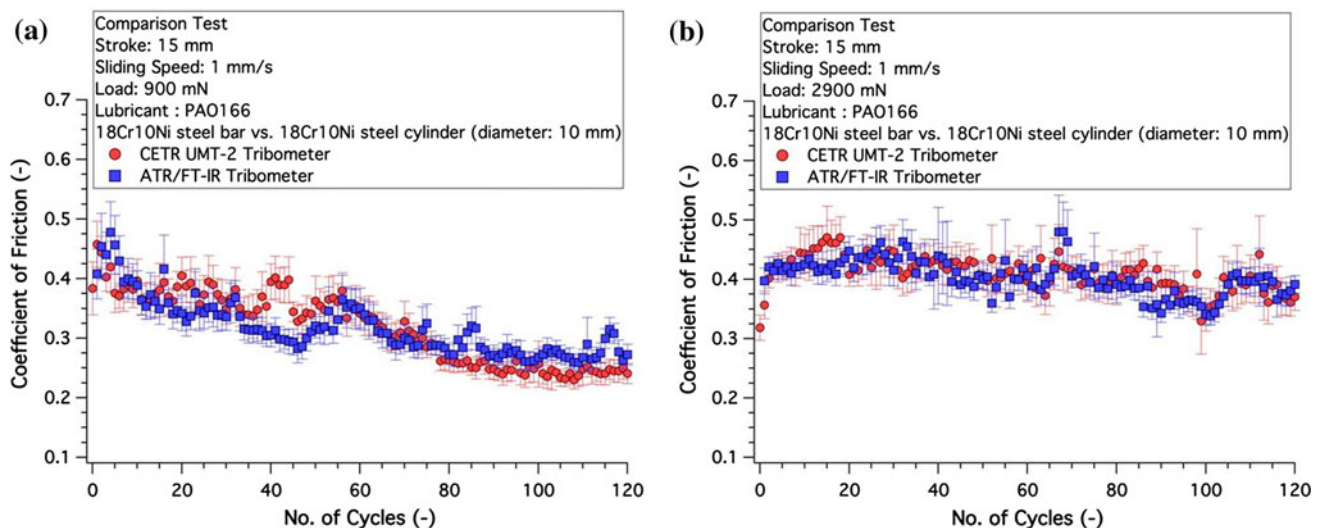 (a)
Comparison Test
Stroke: 15 mm
Sliding Speed: 1 mm/s
Load: 900 mN
Lubricant : PAO166
18Cr10Ni steel bar vs. 18Cr10Ni steel cylinder (diameter: 10 mm)
CETR UMT-2 Tribometer
ATR/FT-IR Tribometer
Coefficient of Friction (-)
0.7
0.6
0.5
0.4
0.3
0.2
0.1
0 20 40 60 80 100 120
No. of Cycles (-)
(b)
Comparison Test
Stroke: 15 mm
Sliding Speed: 1 mm/s
Load: 2900 mN
Lubricant : PAO166
18Cr10Ni steel bar vs. 18Cr10Ni steel cylinder (diameter: 10 mm)
CETR UMT-2 Tribometer
ATR/FT-IR Tribometer
Coefficient of Friction (-)
0.7
0.6
0.5
0.4
0.3
0.2
0.1
0 20 40 60 80 100 120
No. of Cycles (-)